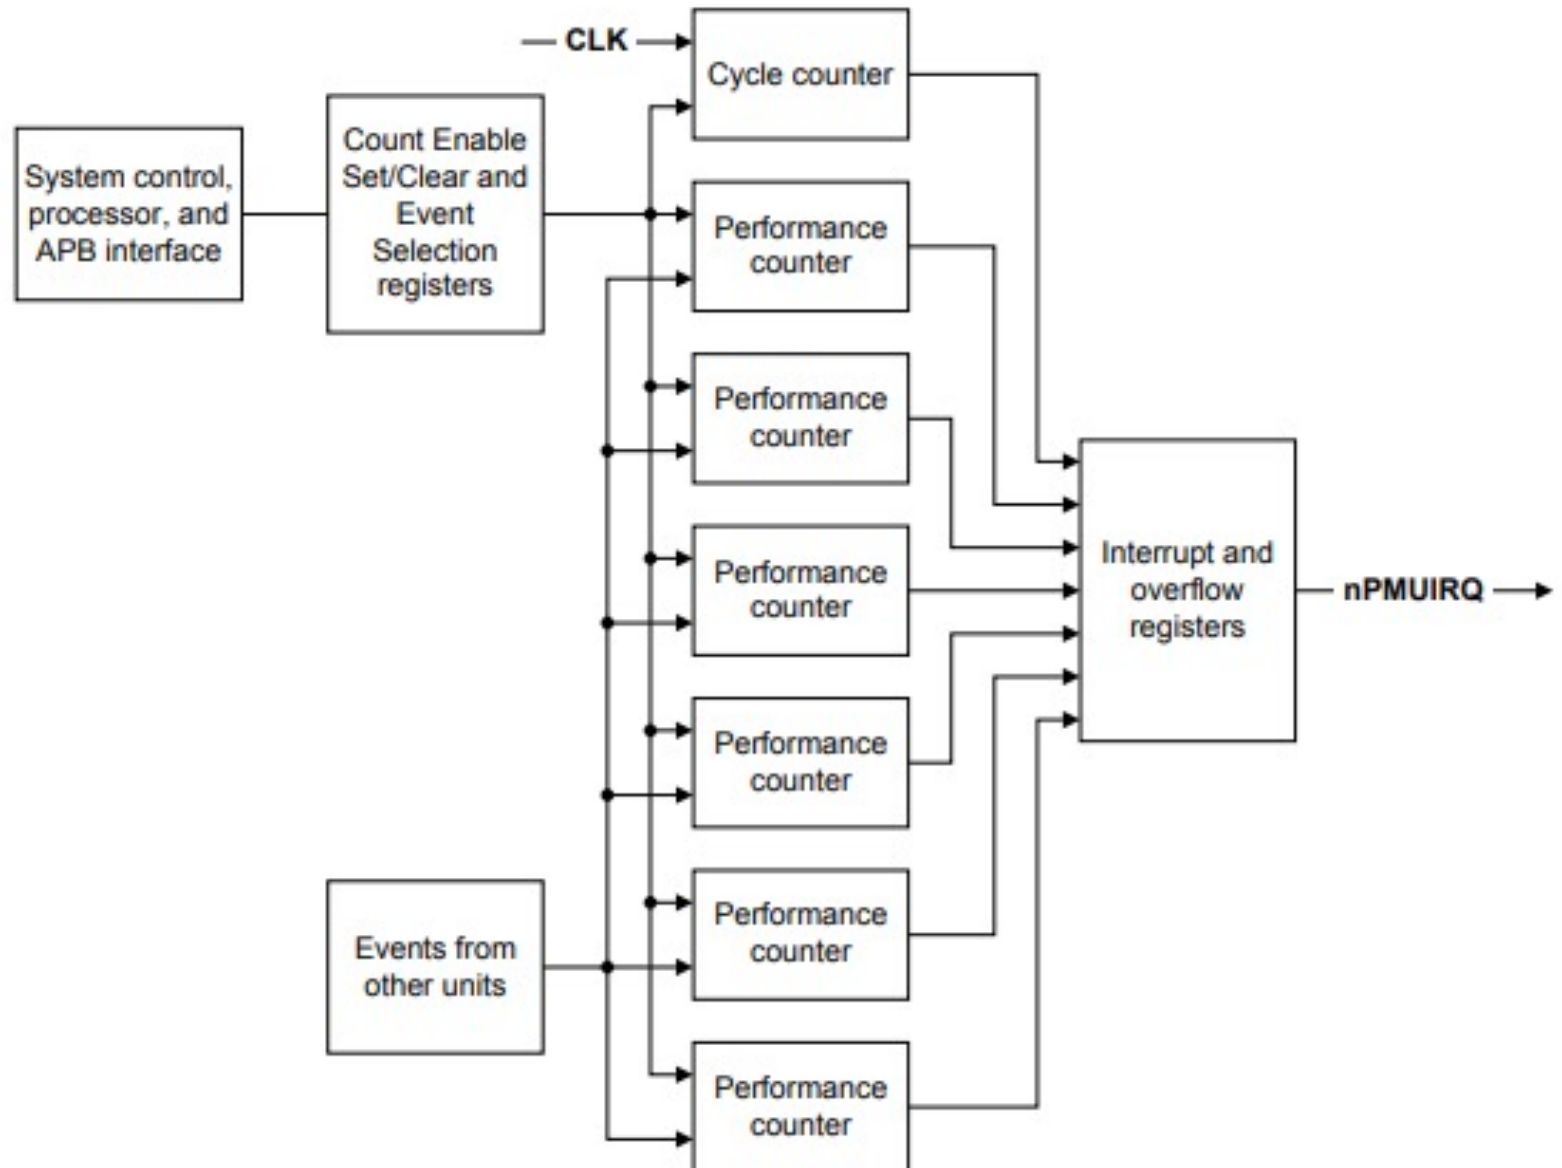 CLK
Cycle counter
System control,
processor, and
APB interface
Count Enable
Set/Clear and
Event
Selection
registers
Performance
counter
Performance
counter
Performance
counter
Performance
counter
Performance
counter
Performance
counter
Events from
other units
Interrupt and
overflow
registers
nPMUIRQ